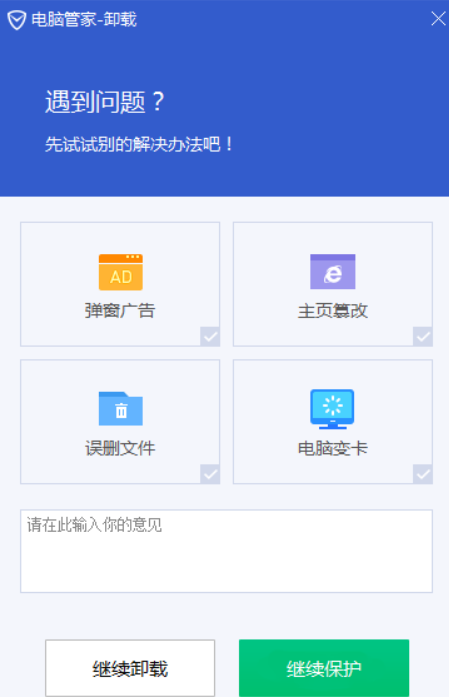 电脑管家-卸载
遇到问题？
先试试别的解决办法吧！
AD
弹窗广告
主页篡改
误删文件
电脑变卡
请在此输入你的意见
继续卸载
继续保护